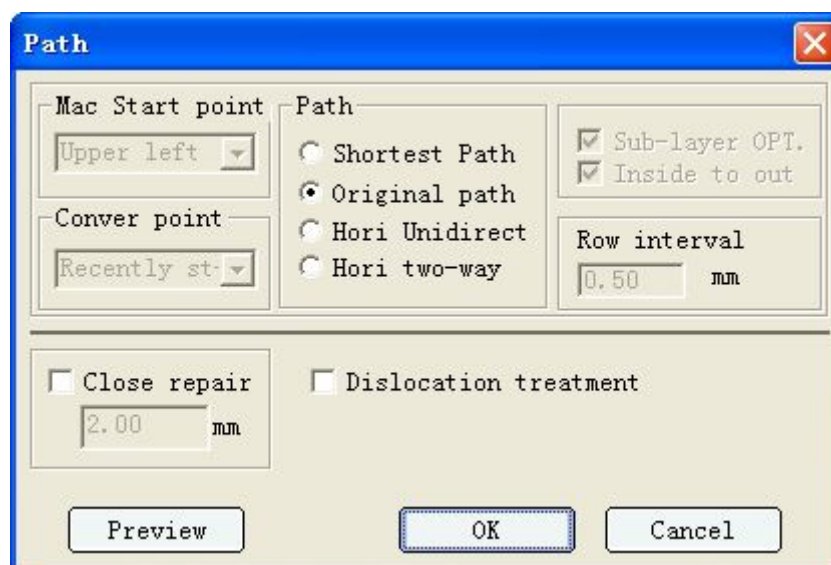 Path
Mac Start point
Upper left
Conver point
Recently st
Path
Shortest Path
Original path
Hori Unidirect
Hori two-way
Sub-layer OPT.
Inside to out
Row interval
0.50 mm
Close repair
2.00 mm
Dislocation treatment
Preview
OK
Cancel